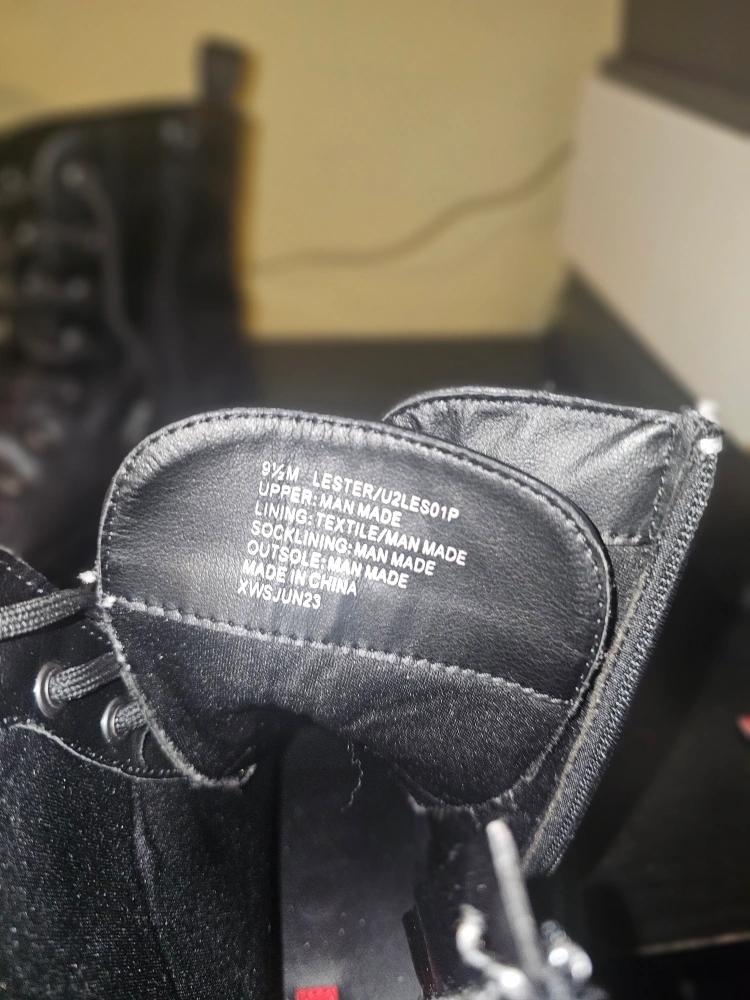 9½M LESTER/U2LES01P
UPPER: MAN MADE
LINING: TEXTILE/MAN MADE
SOCKLINING: MAN MADE
OUTSOLE: MAN MADE
MADE IN CHINA
XWSJUN23